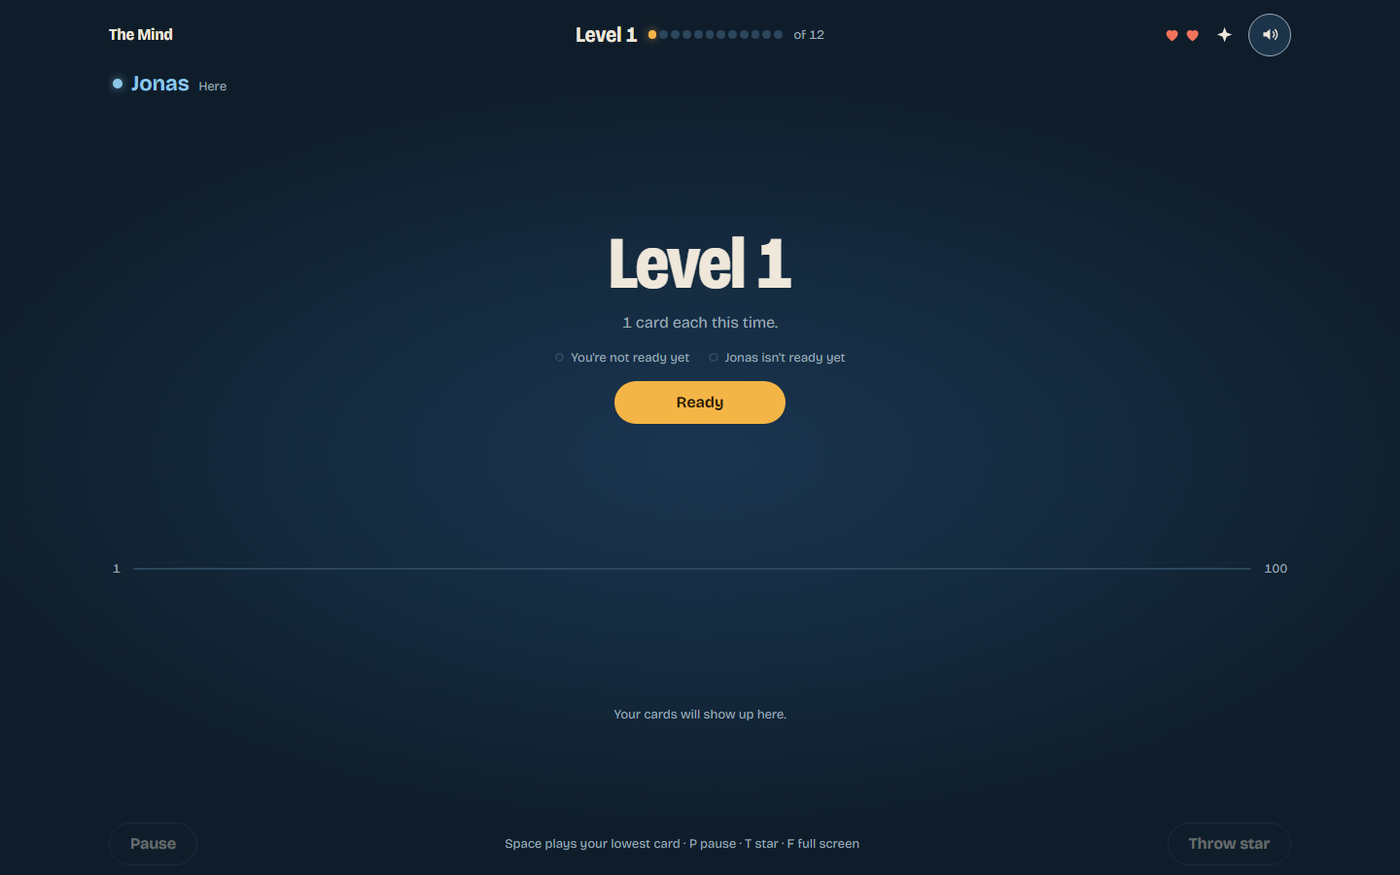 The Mind
Level 1 of 12
Jonas Here
Level 1
1 card each this time.
You're not ready yet Jonas isn't ready yet
Ready
1 100
Your cards will show up here.
Pause
Space plays your lowest card · P pause · T star · F full screen
Throw star